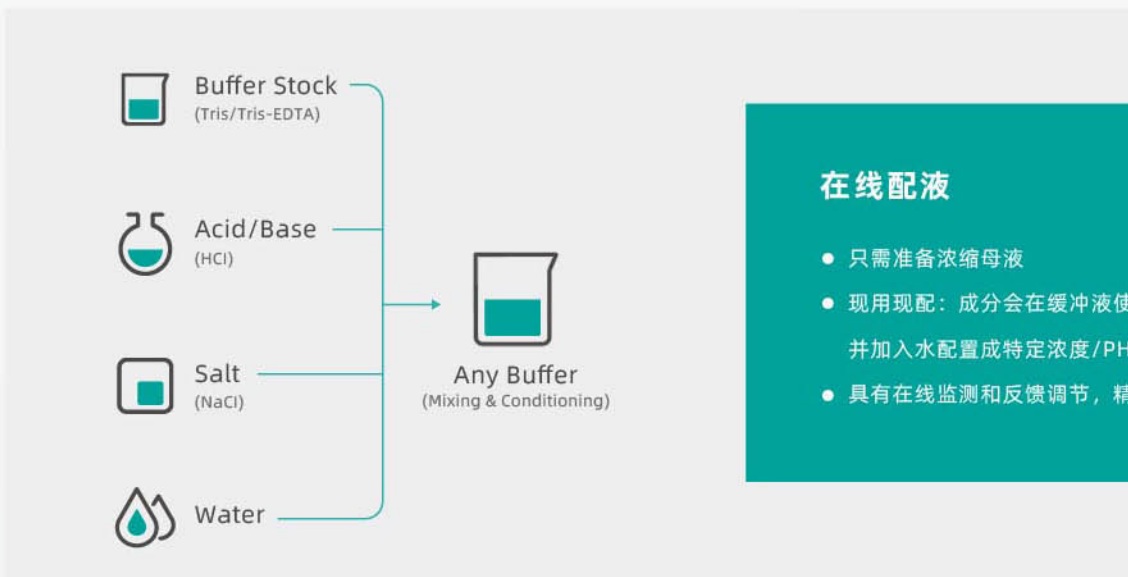 Buffer Stock
(Tris/Tris-EDTA)
Acid/Base
(HCl)
Salt
(NaCl)
Water
Any Buffer
(Mixing & Conditioning)
在线配液
● 只需准备浓缩母液
● 现用现配：成分会在缓冲液使
并加入水配置成特定浓度/PH
● 具有在线监测和反馈调节，精